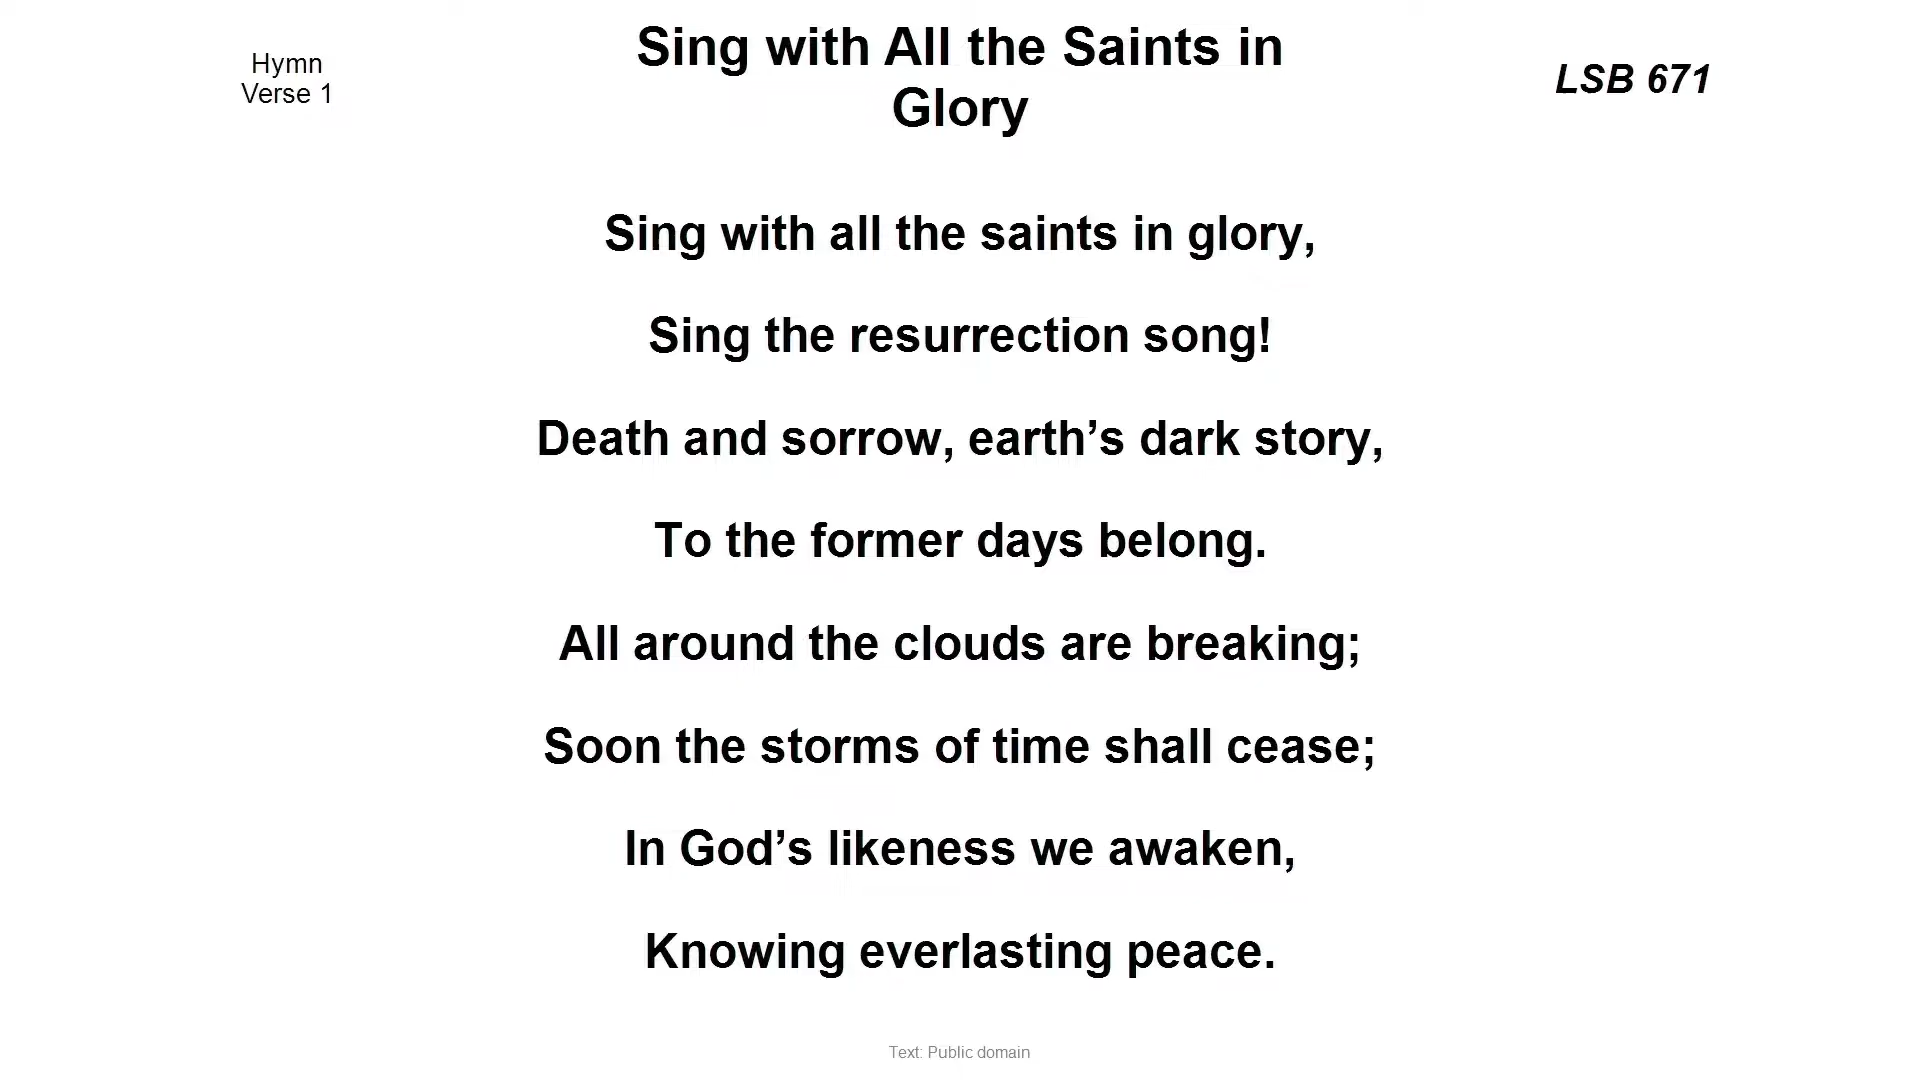 Hymn
Verse 1
Sing with All the Saints in
Glory
LSB 671
Sing with all the saints in glory,
Sing the resurrection song!
Death and sorrow, earth’s dark story,
To the former days belong.
All around the clouds are breaking;
Soon the storms of time shall cease;
In God’s likeness we awaken,
Knowing everlasting peace.
Text: Public domain